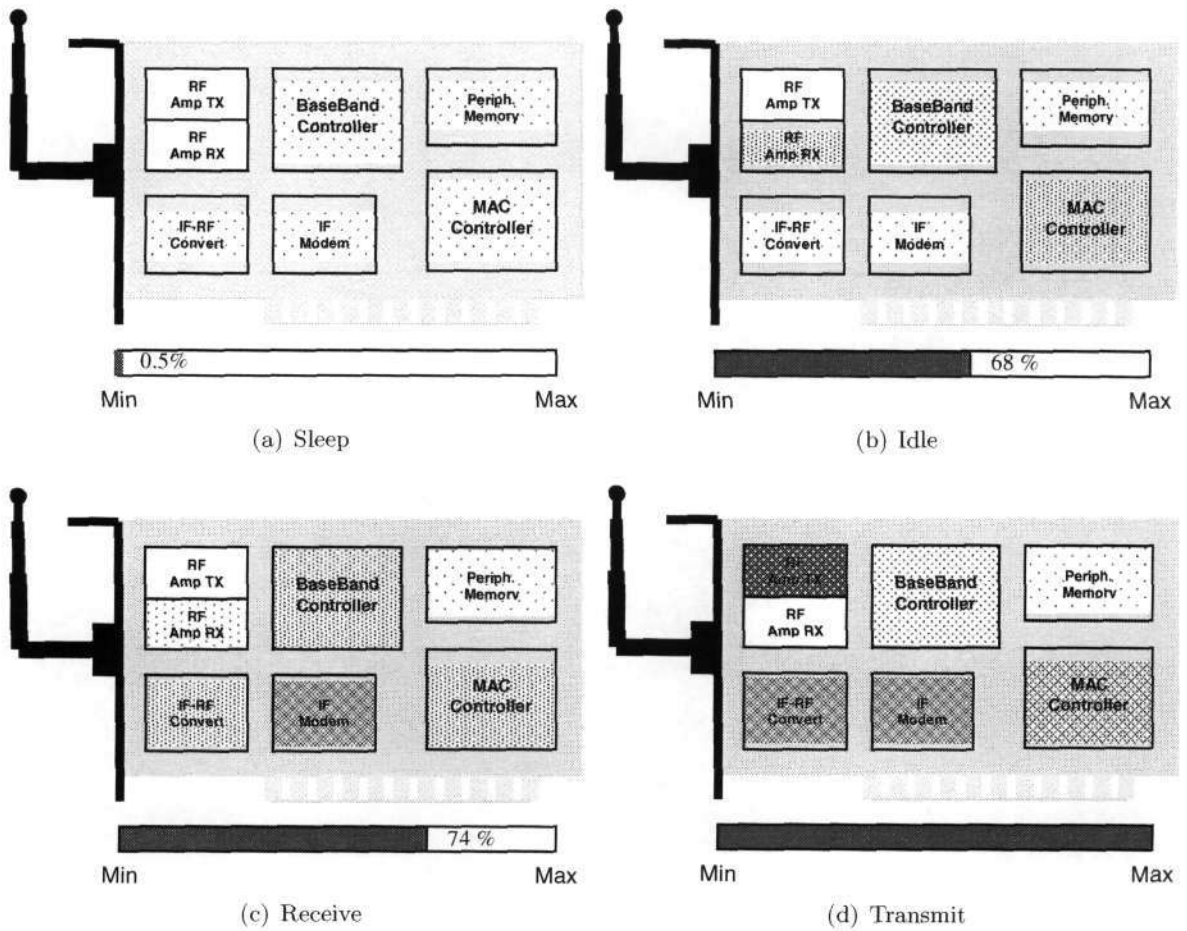 RF
Amp TX
RF
Amp RX
BaseBand
Controller
Periph.
Memory
IF-RF
Convert
IF
Modem
MAC
Controller
0.5%
Min
Max
(a) Sleep
RF
Amp TX
RF
Amp RX
BaseBand
Controller
Periph.
Memory
IF-RF
Convert
IF
Modem
MAC
Controller
68 %
Min
Max
(b) Idle
RF
Amp TX
RF
Amp RX
BaseBand
Controller
Periph.
Memory
IF-RF
Convert
IF
Modem
MAC
Controller
74 %
Min
Max
(c) Receive
RF
Amp TX
RF
Amp RX
BaseBand
Controller
Periph.
Memory
IF-RF
Convert
IF
Modem
MAC
Controller
Min
Max
(d) Transmit